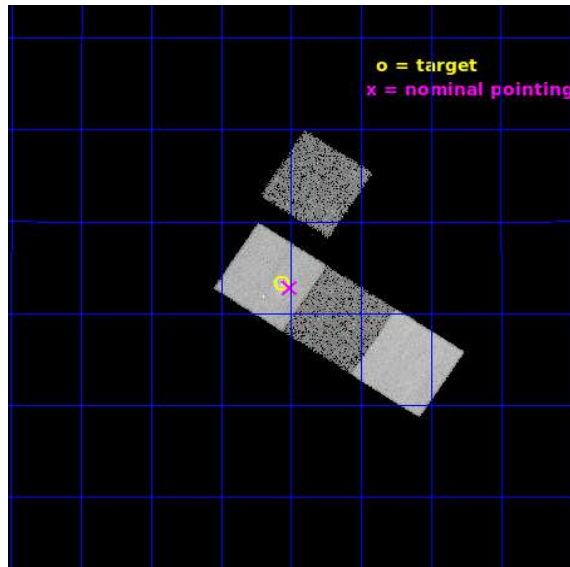 o = target
x = nominal pointing